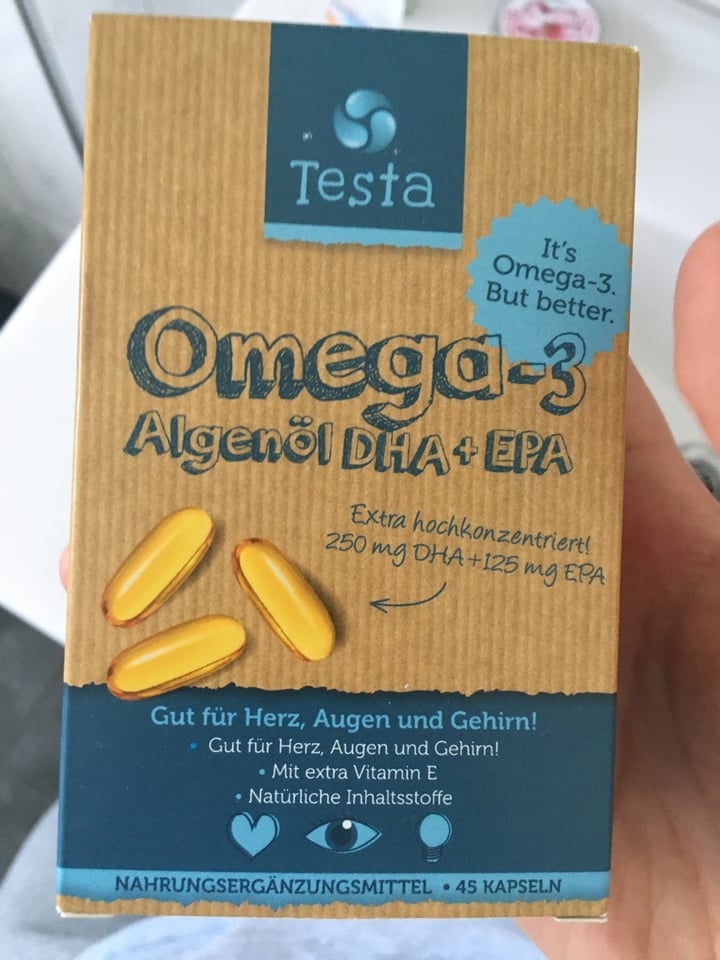 Testa
It's
Omega-3.
But better.
Omega-3
Algenöl DHA + EPA
Extra hochkonzentriert!
250 mg DHA+125 mg EPA
Gut für Herz, Augen und Gehirn!
• Gut für Herz, Augen und Gehirn!
• Mit extra Vitamin E
• Natürliche Inhaltsstoffe
NAHRUNGSERGÄNZUNGSMITTEL • 45 KAPSELN